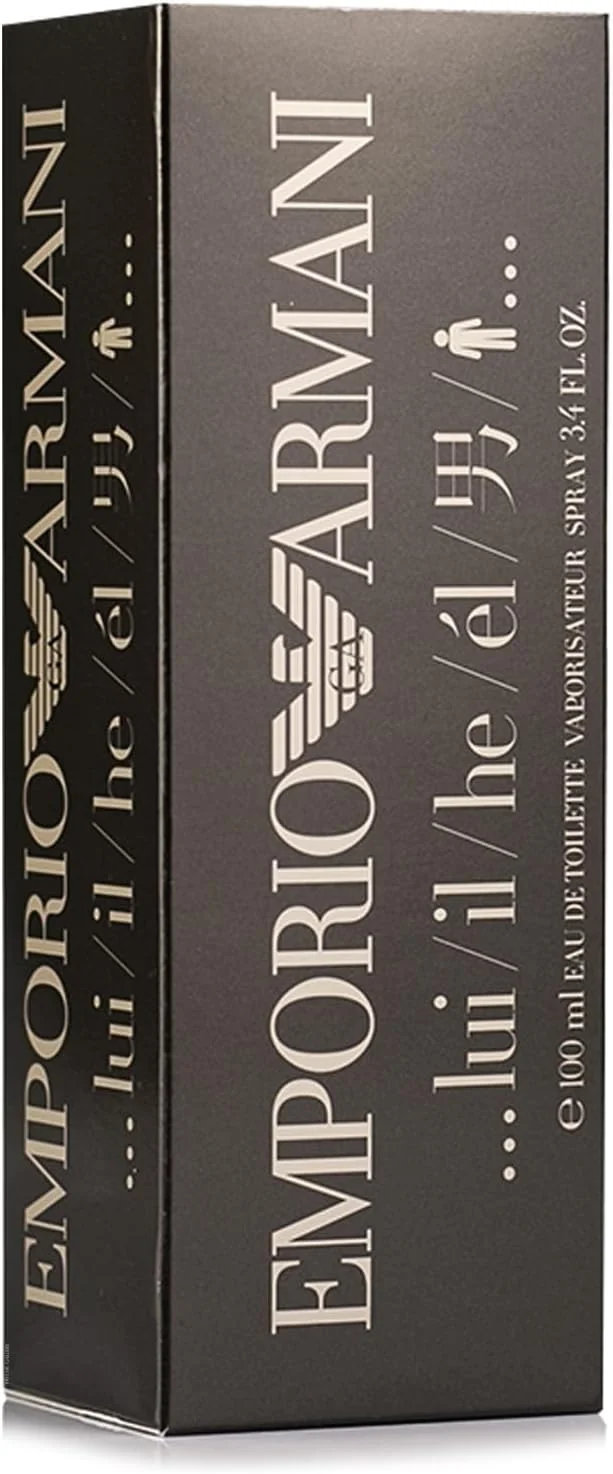 EMPORIO ARMANI
... lui / il / he / él / 男 / ...
EMPORIO GA ARMANI
... lui / il / he / él / 男 / ...
e 100 ml EAU DE TOILETTE VAPORISATEUR SPRAY 3.4 FL. OZ.